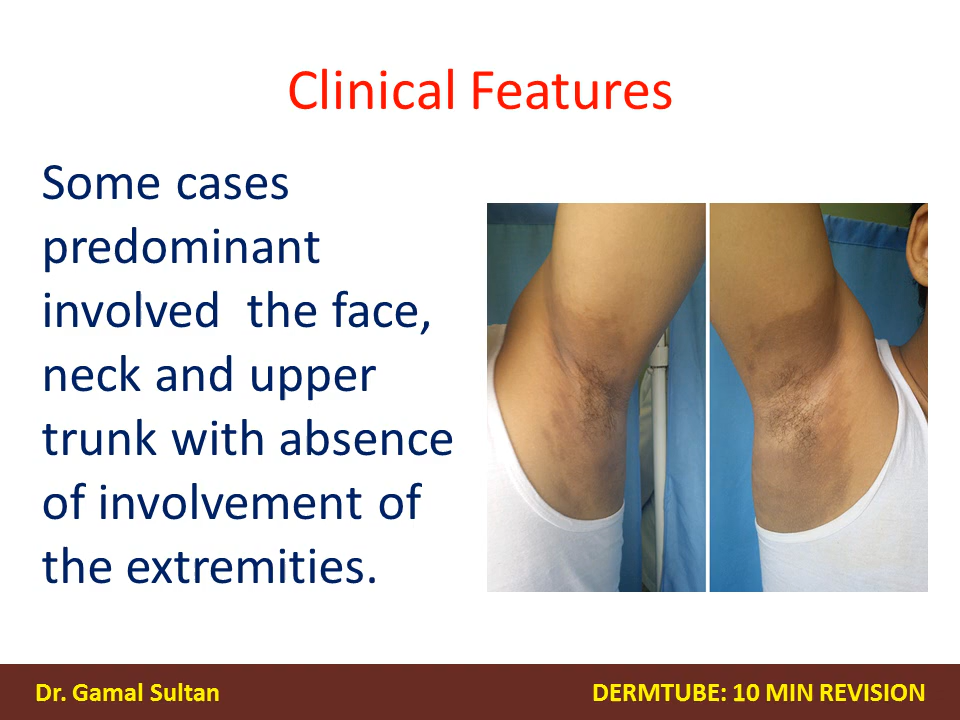 Clinical Features
Some cases
predominant
involved  the face,
neck and upper
trunk with absence
of involvement of
the extremities.
Dr. Gamal Sultan
DERMTUBE: 10 MIN REVISION